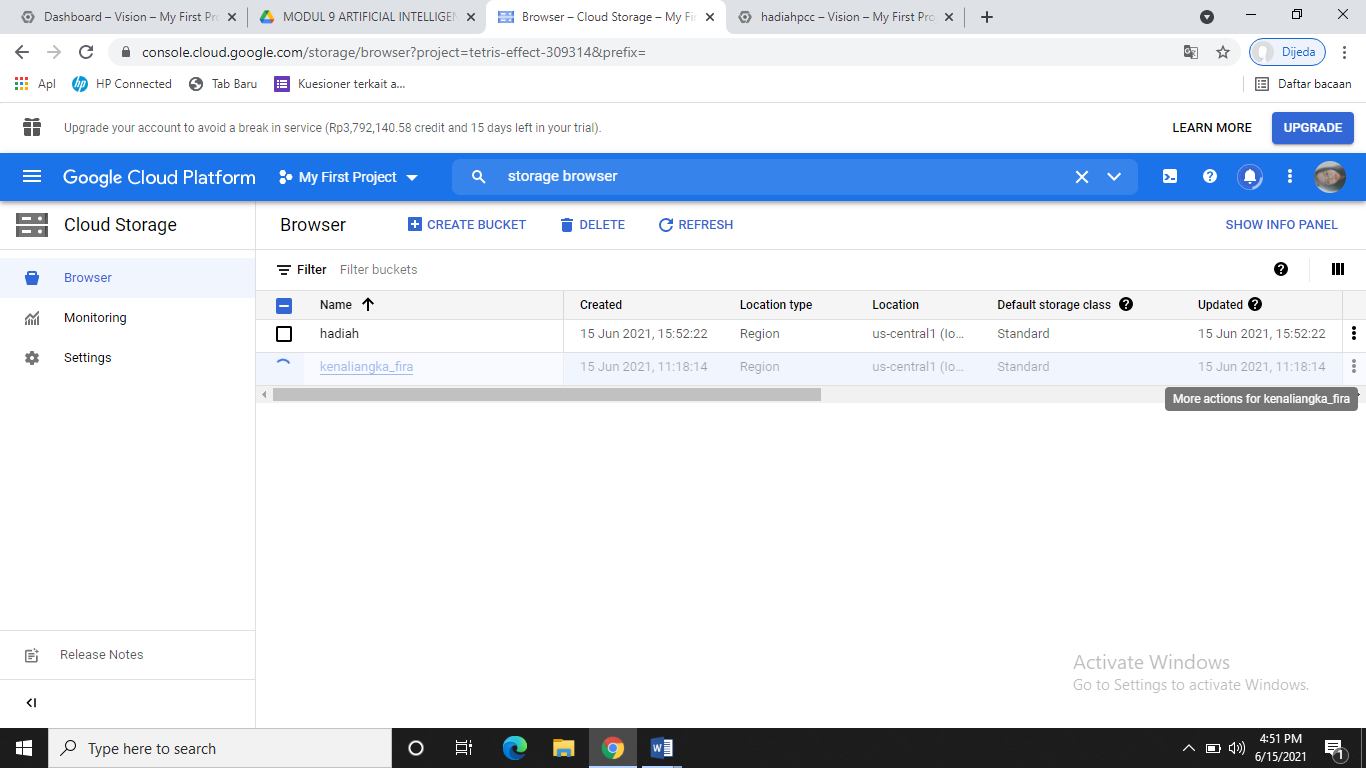 Dashboard – Vision – My First Pr
MODUL 9 ARTIFICIAL INTELLIGEN
Browser – Cloud Storage – My Fi
hadiahpcc – Vision – My First Pro
console.cloud.google.com/storage/browser?project=tetris-effect-309314&prefix=
Dijeda
Apl
HP Connected
Tab Baru
Kuesioner terkait a...
Daftar bacaan
Upgrade your account to avoid a break in service (Rp3,792,140.58 credit and 15 days left in your trial).
LEARN MORE
UPGRADE
Google Cloud Platform
My First Project
storage browser
Cloud Storage
Browser
CREATE BUCKET
DELETE
REFRESH
SHOW INFO PANEL
Browser
Monitoring
Settings
Filter Filter buckets
Name Created Location type Location Default storage class Updated
hadiah 15 Jun 2021, 15:52:22 Region us-central1 (Io... Standard 15 Jun 2021, 15:52:22
kenaliangka_fira 15 Jun 2021, 11:18:14 Region us-central1 (Io... Standard 15 Jun 2021, 11:18:14
More actions for kenaliangka_fira
Release Notes
Activate Windows
Go to Settings to activate Windows.
Type here to search
4:51 PM
6/15/2021
1